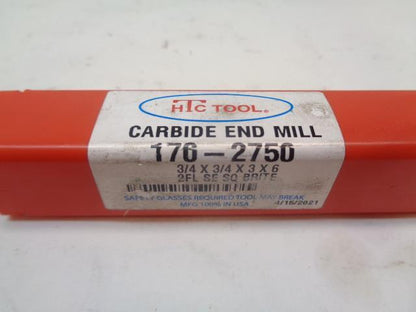 HTC TOOL®
CARBIDE END MILL
176-2750
3/4 X 3/4 X 3 X 6
2FL SE SQ BRITE
SAFETY GLASSES REQUIRED TOOL MAY BREAK
MFG 100% IN USA 4/16/2021